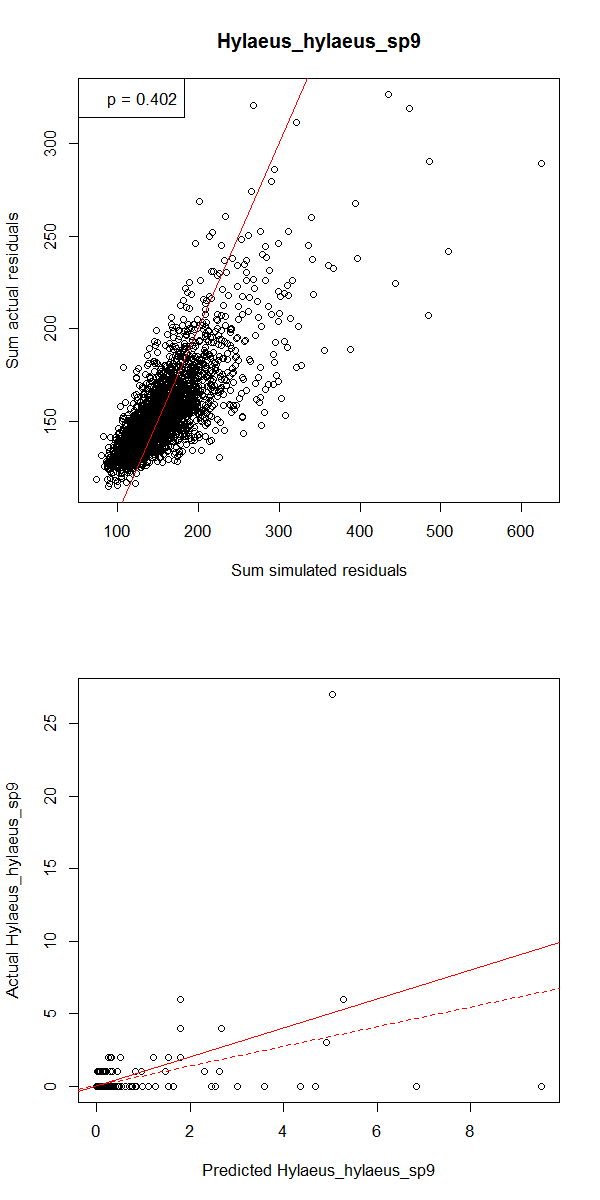 Hylaeus_hylaeus_sp9
p = 0.402
Sum actual residuals
150 200 250 300
100 200 300 400 500 600
Sum simulated residuals
Actual Hylaeus_hylaeus_sp9
0 5 10 15 20 25
0 2 4 6 8
Predicted Hylaeus_hylaeus_sp9